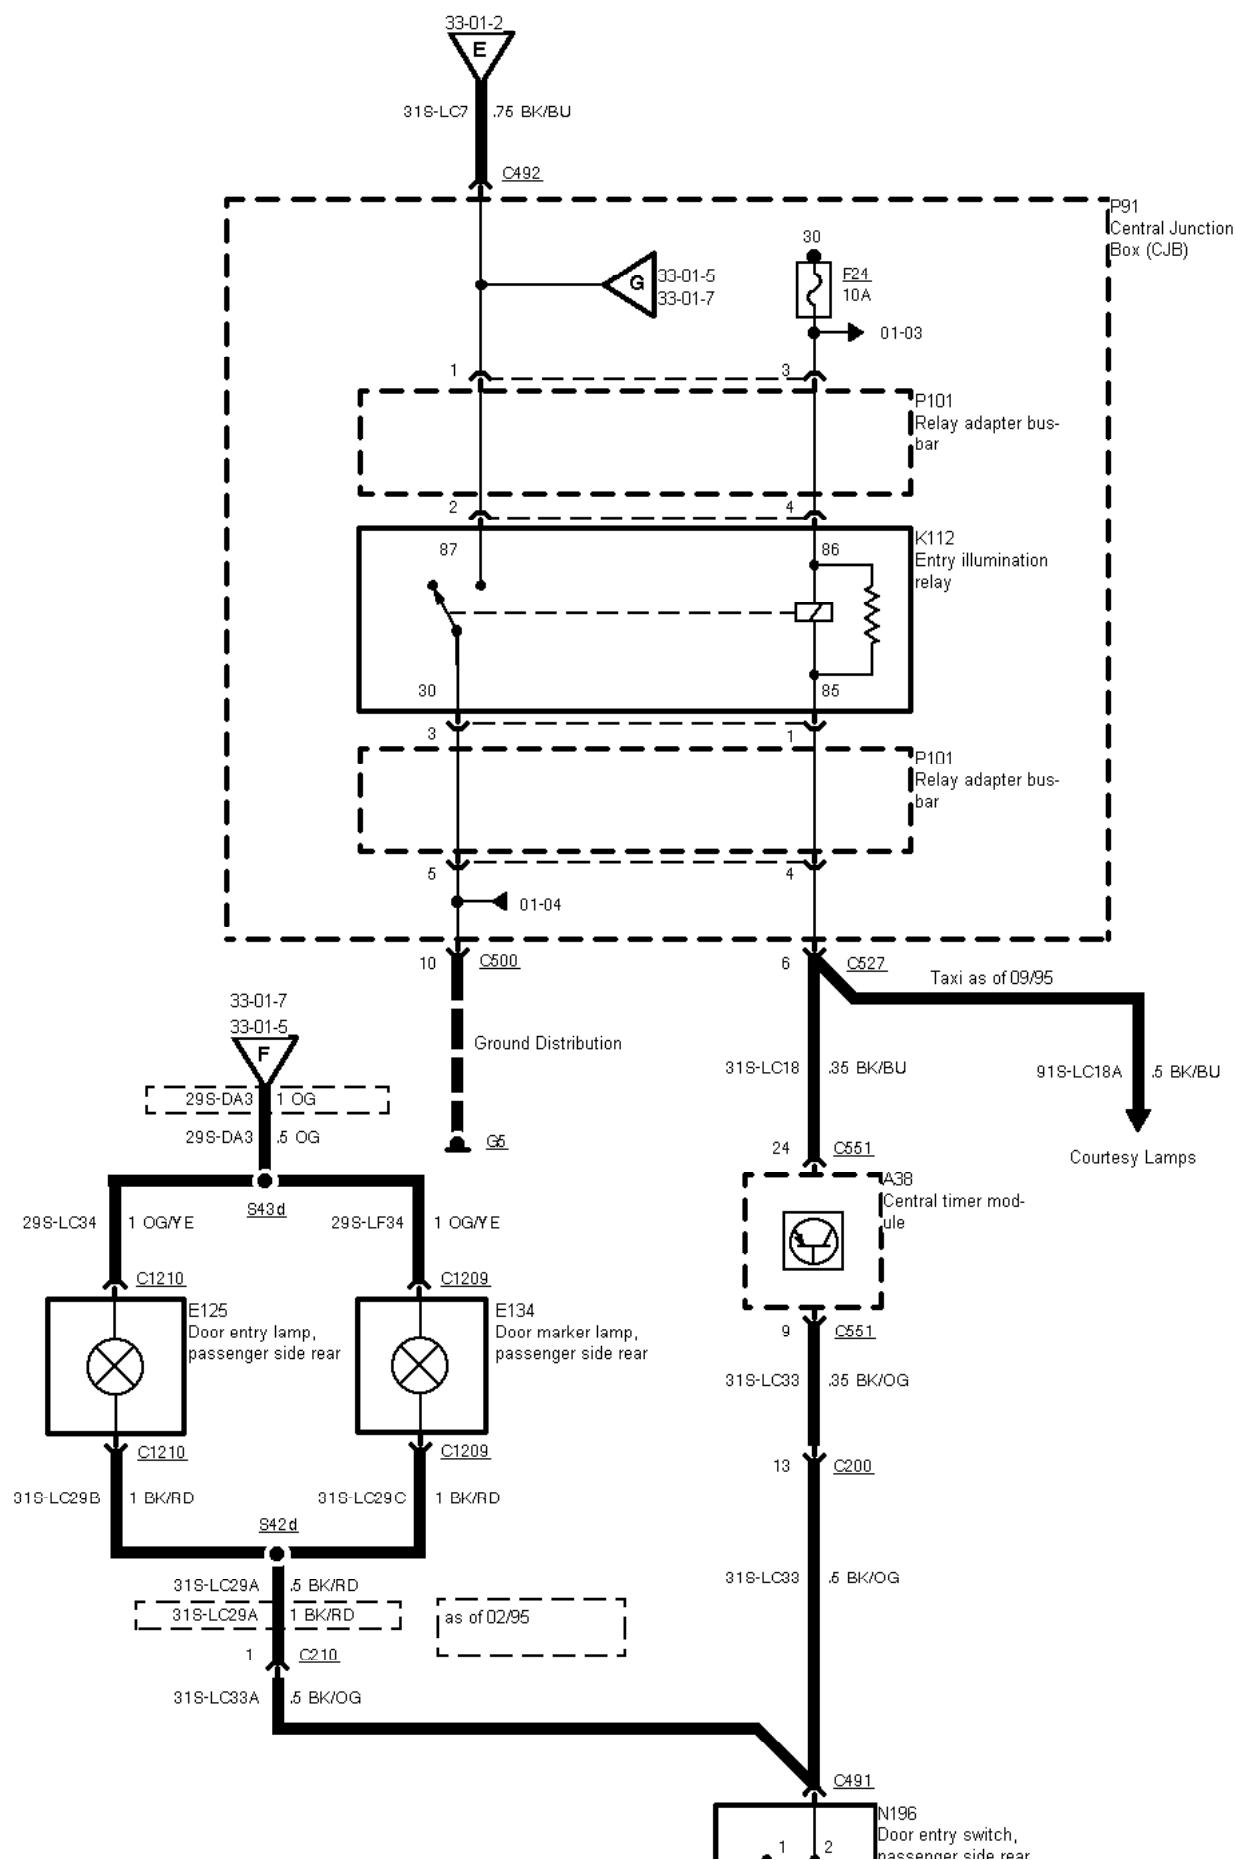 33-01-2
E
31S-LC7 .75 BK/BU
C492
P91
Central Junction
Box (CJB)
30
G
33-01-5
33-01-7
F24
10A
01-03
1
3
P101
Relay adapter bus-
bar
2
4
K112
Entry illumination
relay
87
86
30
85
3
1
P101
Relay adapter bus-
bar
5
4
01-04
10 C500
6 C527
Taxi as of 09/95
33-01-7
33-01-5
F
Ground Distribution
31S-LC18 .35 BK/BU
91S-LC18A .5 BK/BU
29S-DA3 1 OG
29S-DA3 .5 OG
G5
24 C551
Courtesy Lamps
A38
Central timer mod-
ule
S43d
29S-LC34 1 OG/YE
29S-LF34 1 OG/YE
C1210
C1209
E125
Door entry lamp,
passenger side rear
E134
Door marker lamp,
passenger side rear
9 C551
31S-LC33 .35 BK/OG
C1210
C1209
13 C200
31S-LC29B 1 BK/RD
31S-LC29C 1 BK/RD
S42d
31S-LC29A .5 BK/RD
31S-LC33 .5 BK/OG
31S-LC29A 1 BK/RD
as of 02/95
1 C210
31S-LC33A .5 BK/OG
C491
N196
Door entry switch,
passenger side rear
1 2